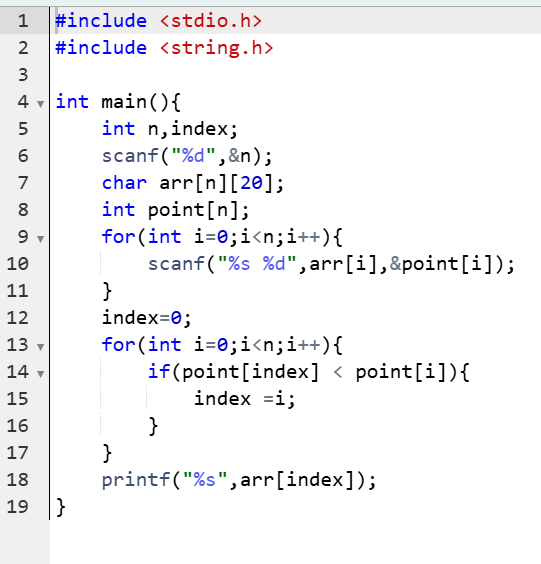 1 #include <stdio.h>
2 #include <string.h>
3
4 int main(){
5     int n,index;
6     scanf("%d",&n);
7     char arr[n][20];
8     int point[n];
9     for(int i=0;i<n;i++){
10         scanf("%s %d",arr[i],&point[i]);
11     }
12     index=0;
13     for(int i=0;i<n;i++){
14         if(point[index] < point[i]){
15             index =i;
16         }
17     }
18     printf("%s",arr[index]);
19 }